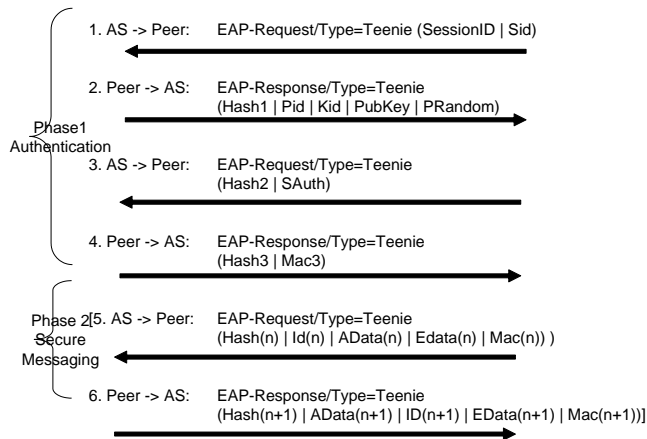 1. AS -> Peer: EAP-Request/Type=Teenie (SessionID | Sid)
2. Peer -> AS: EAP-Response/Type=Teenie
(Hash1 | Pid | Kid | PubKey | PRandom)
Phase1
Authentication
3. AS -> Peer: EAP-Request/Type=Teenie
(Hash2 | SAuth)
4. Peer -> AS: EAP-Response/Type=Teenie
(Hash3 | Mac3)
Phase 2
Secure
Messaging
[5. AS -> Peer: EAP-Request/Type=Teenie
(Hash(n) | Id(n) | AData(n) | Edata(n) | Mac(n)) )
6. Peer -> AS: EAP-Response/Type=Teenie
(Hash(n+1) | AData(n+1) | ID(n+1) | EData(n+1) | Mac(n+1))]